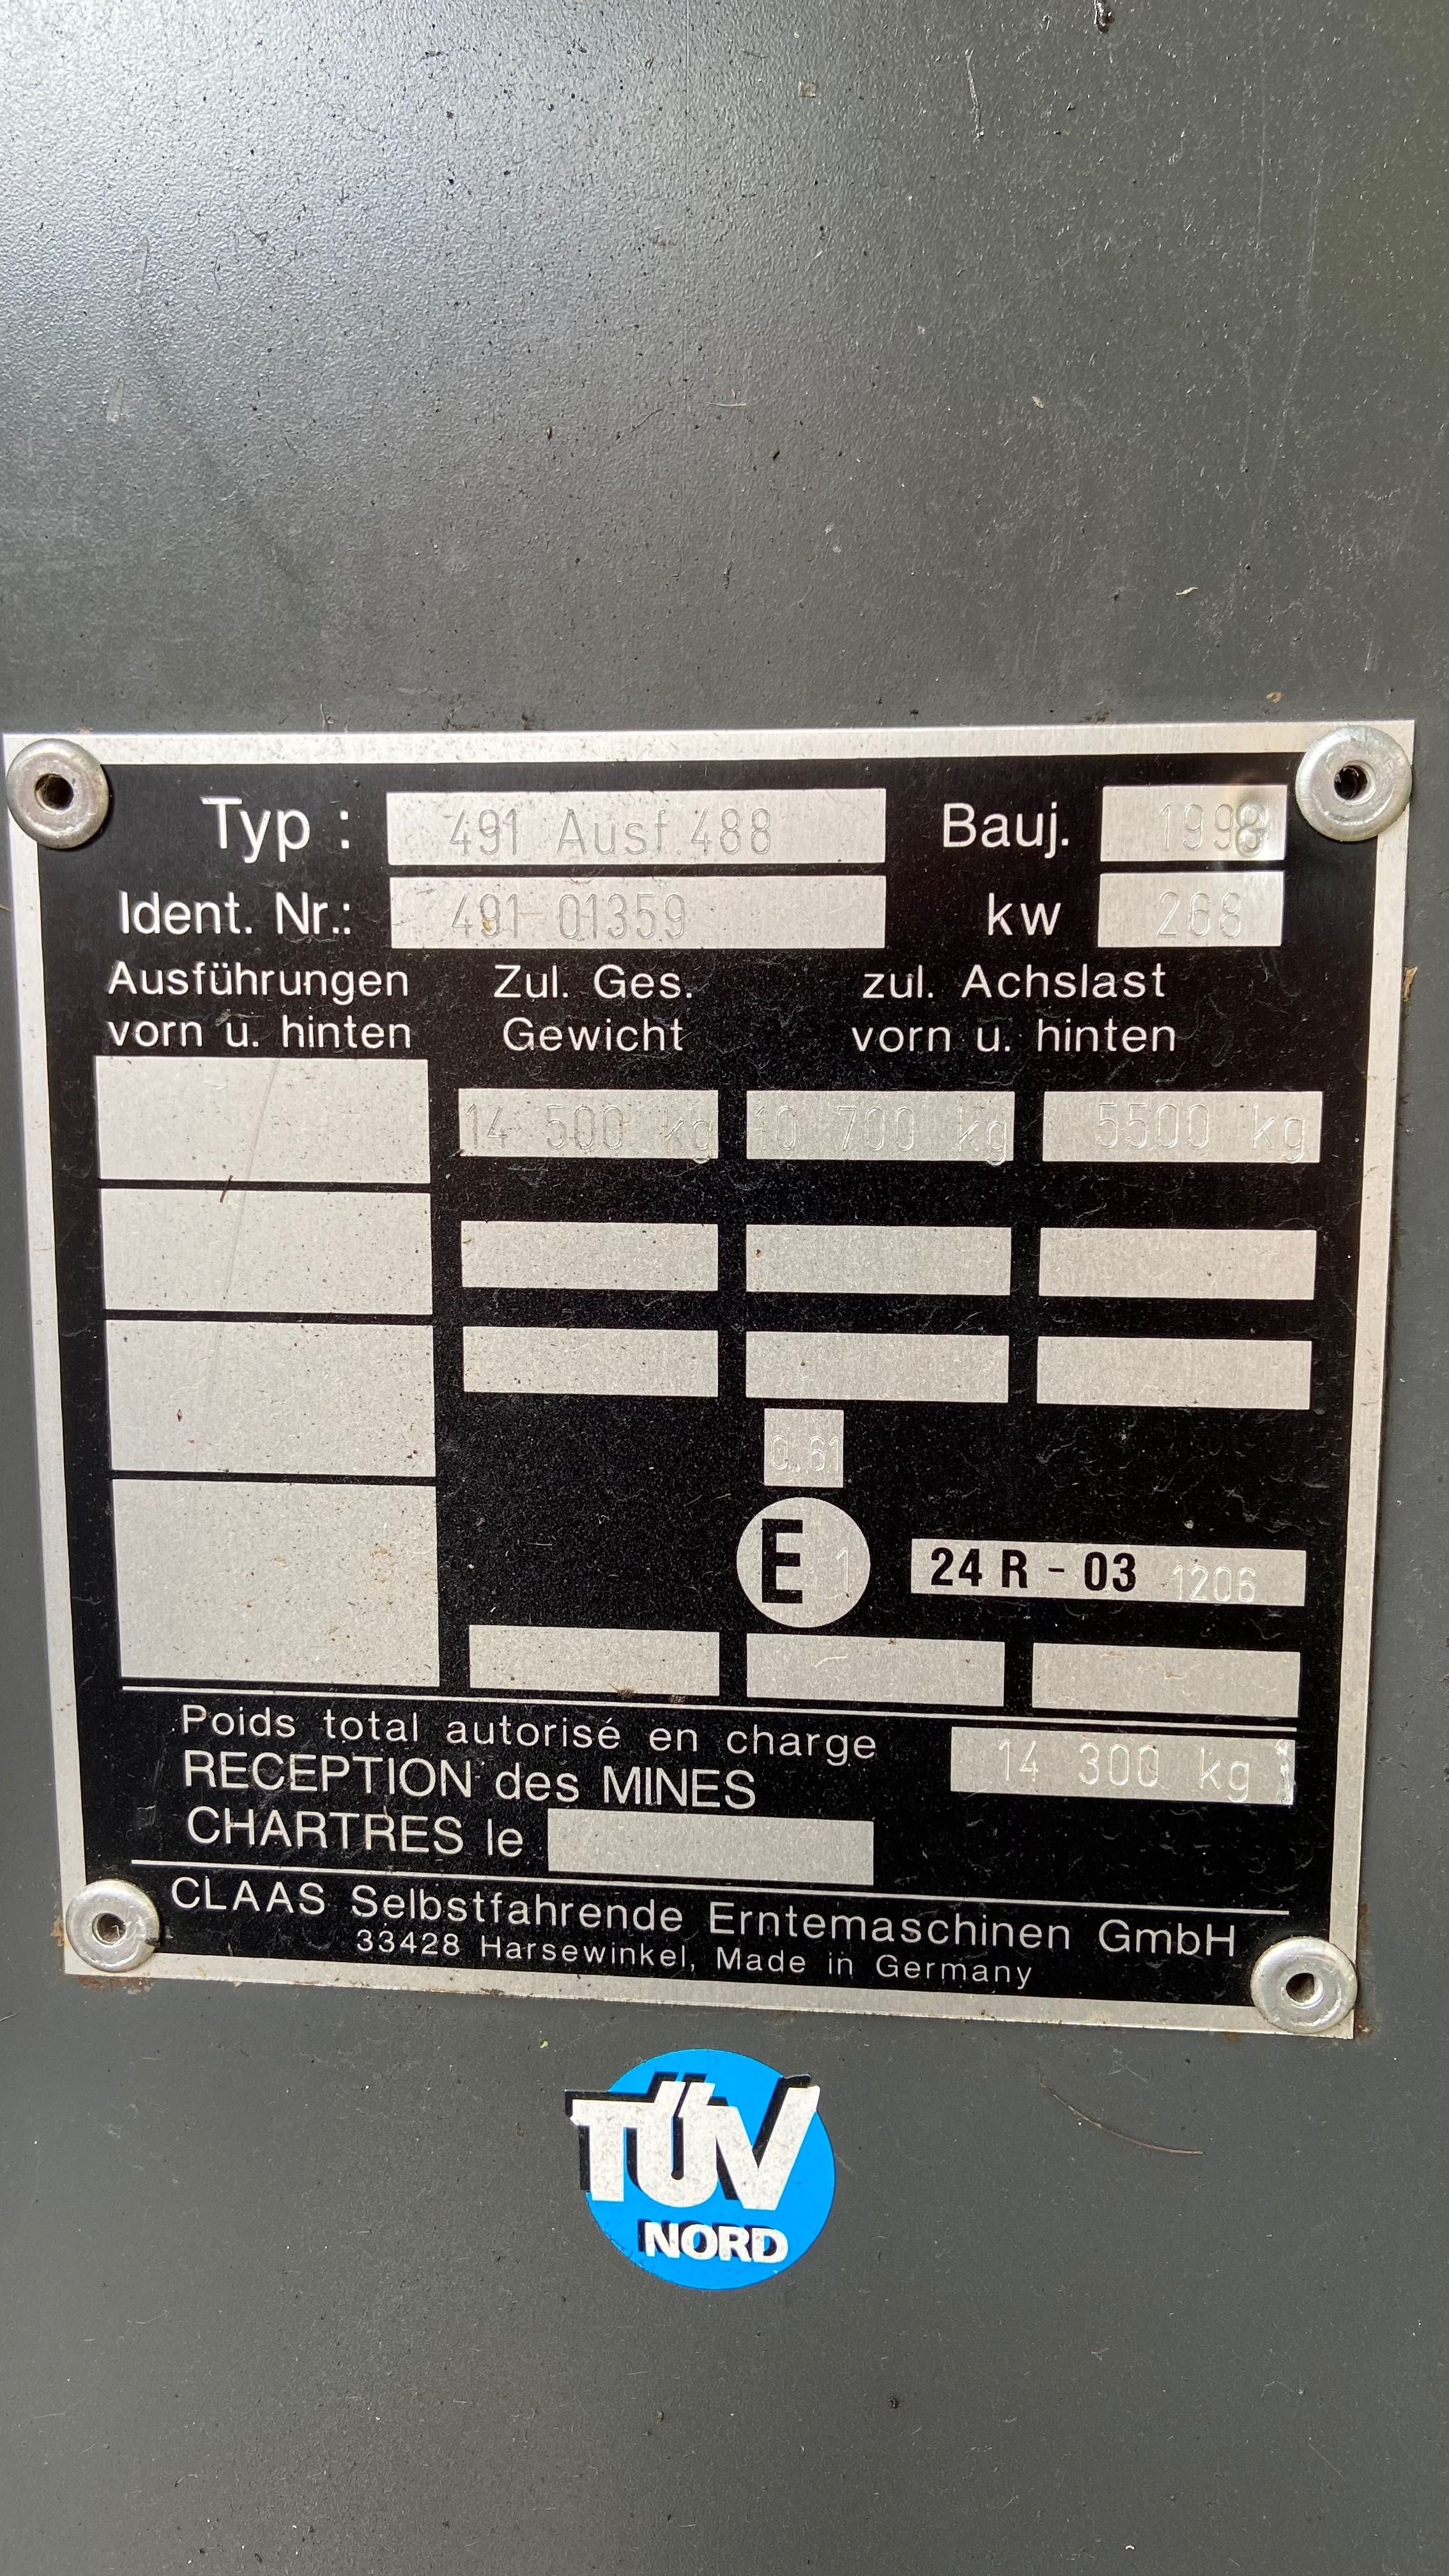 Typ : 491 Ausf 488 Bauj. 1998
Ident. Nr.: 491 01359 kw 268
Ausführungen Zul. Ges. zul. Achslast
vorn u. hinten Gewicht vorn u. hinten
14 500 kg 10 700 kg 5500 kg
0.61
E 1 24 R - 03 1206
Poids total autorisé en charge 14 300 kg
RECEPTION des MINES
CHARTRES le
CLAAS Selbstfahrende Erntemaschinen GmbH
33428 Harsewinkel, Made in Germany
TÜV
NORD